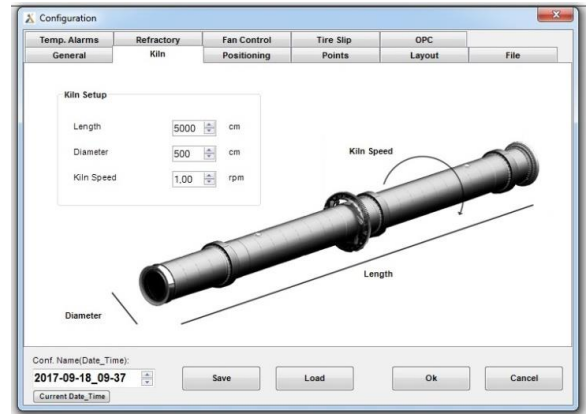 Configuration
Temp. Alarms Refractory Fan Control Tire Slip OPC
General Kiln Positioning Points Layout File
Kiln Setup
Length 5000 cm
Diameter 500 cm
Kiln Speed 1,00 rpm
Kiln Speed
Length
Diameter
Conf. Name(Date_Time):
2017-09-18_09-37 Save Load Ok Cancel
Current Date_Time